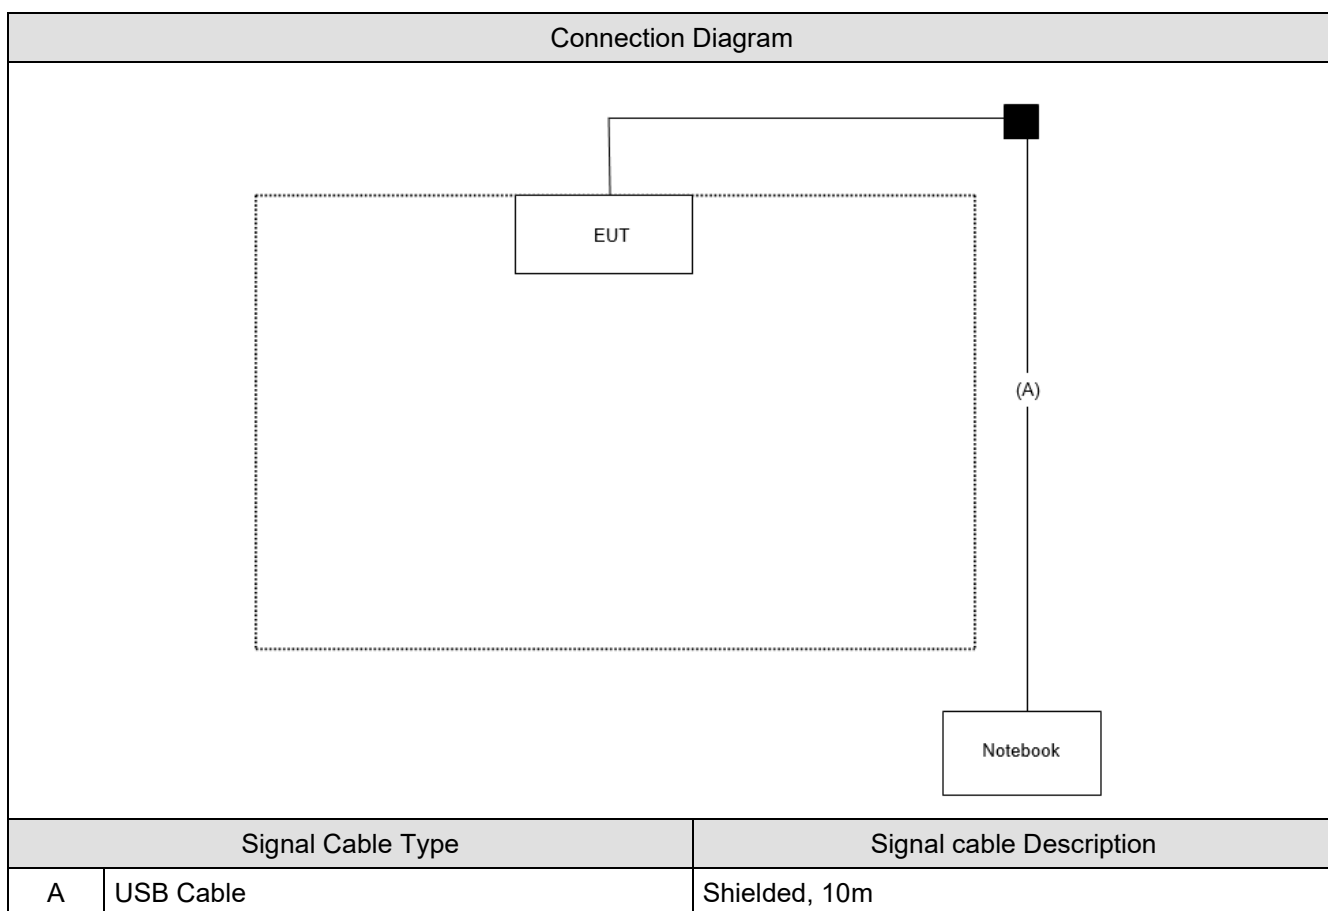 Connection Diagram
EUT
(A)
Notebook
Signal Cable Type Signal cable Description
A USB Cable Shielded, 10m